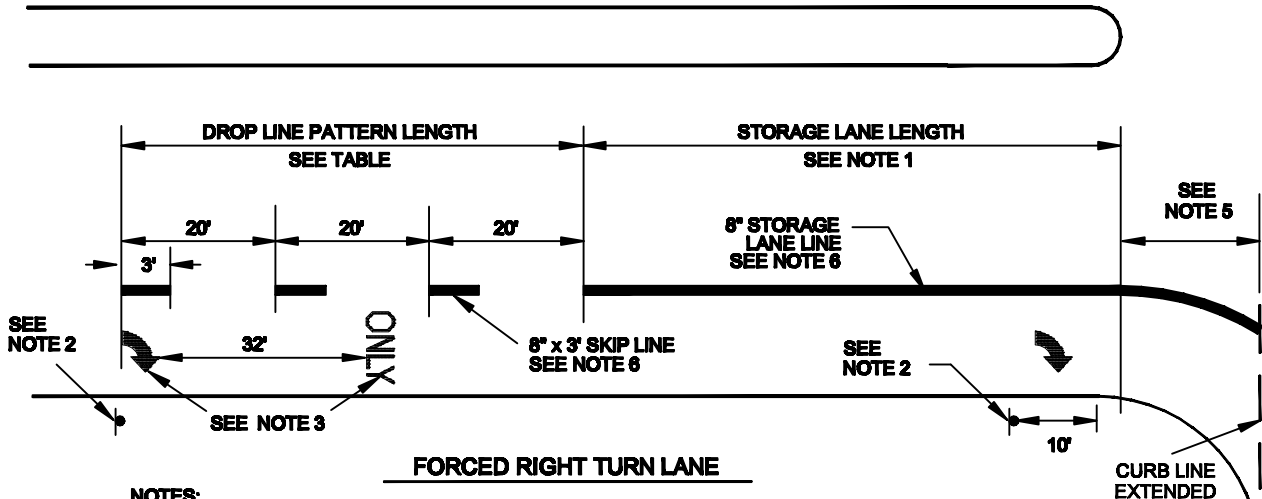 DROP LINE PATTERN LENGTH
SEE TABLE
STORAGE LANE LENGTH
SEE NOTE 1
SEE
NOTE 5
20'
20'
20'
3'
8" STORAGE
LANE LINE
SEE NOTE 6
SEE
NOTE 2
32'
ONLY
8" x 3' SKIP LINE
SEE NOTE 6
SEE
NOTE 2
SEE NOTE 3
10'
FORCED RIGHT TURN LANE
CURB LINE
EXTENDED
NOTES: